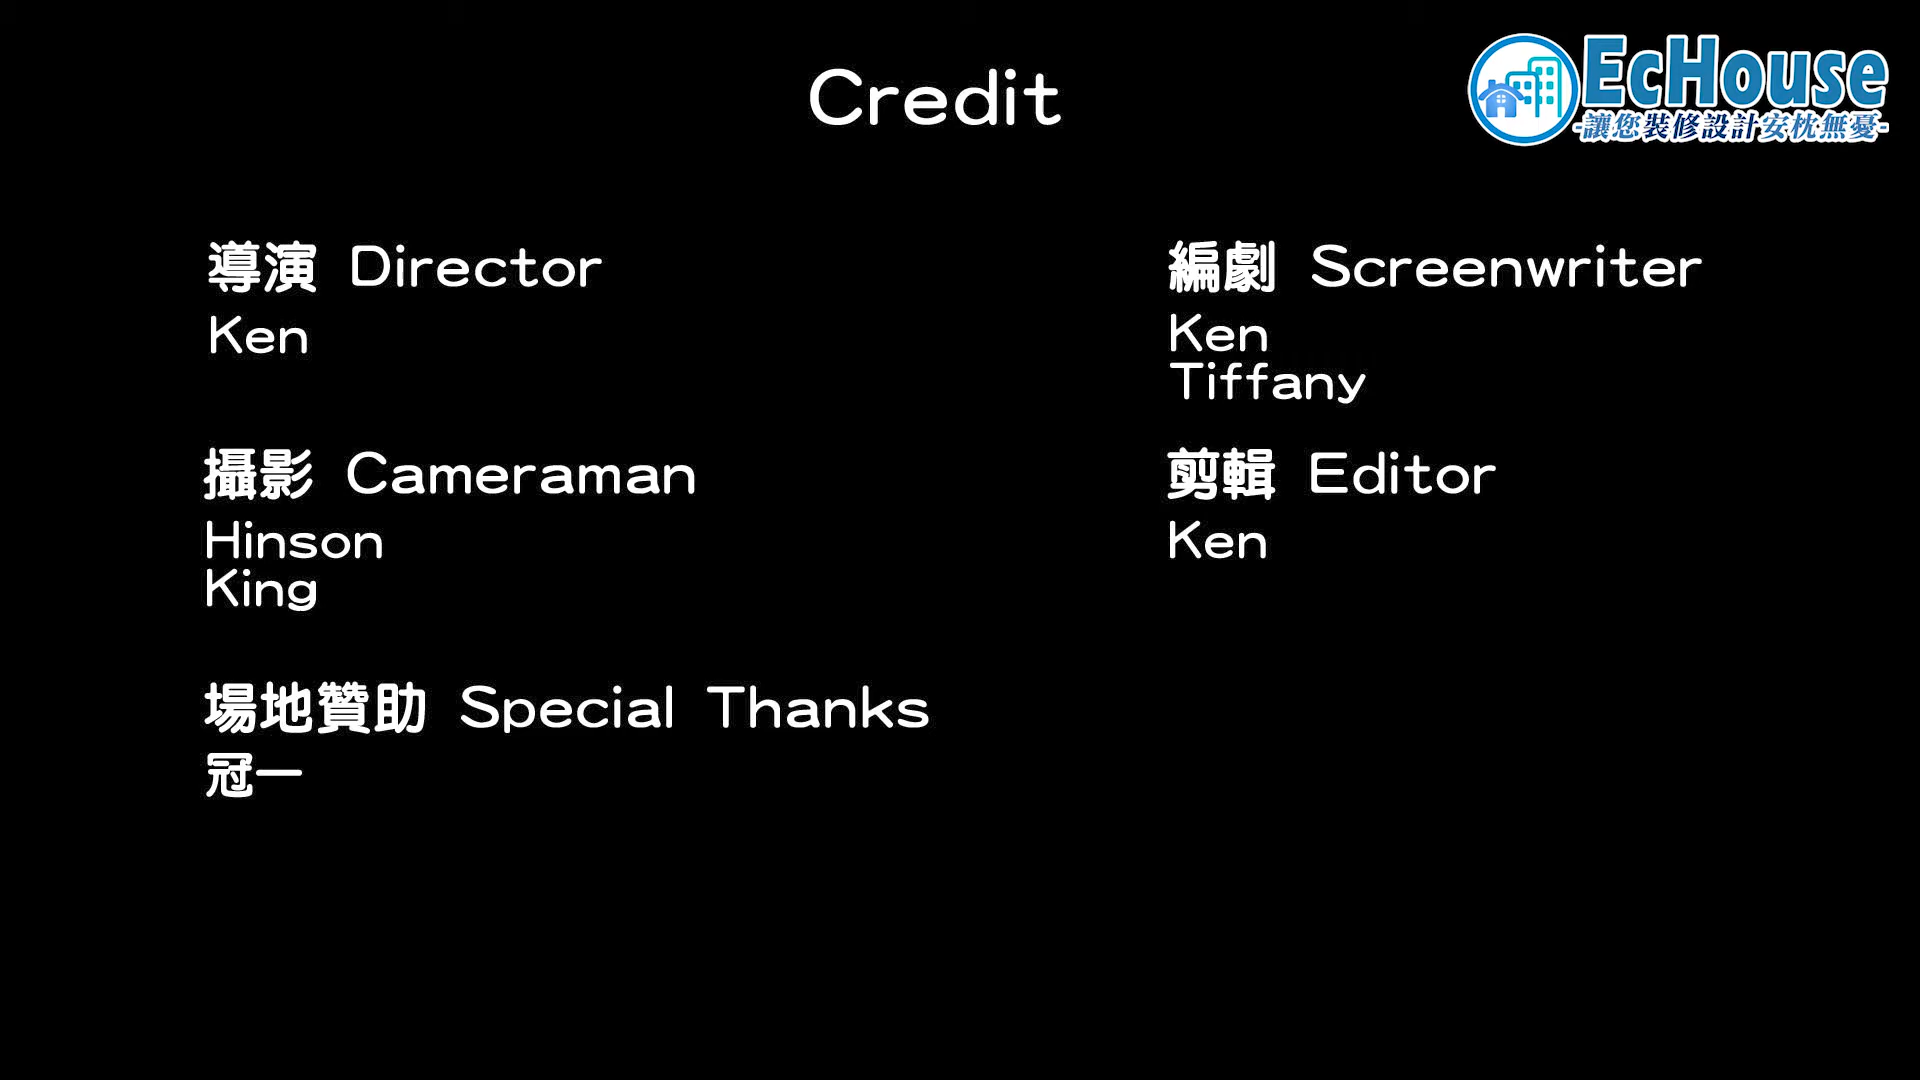 Credit
EcHouse
-讓您裝修設計安枕無憂-
導演 Director
Ken
編劇 Screenwriter
Ken
Tiffany
攝影 Cameraman
Hinson
King
剪輯 Editor
Ken
場地贊助 Special Thanks
冠一